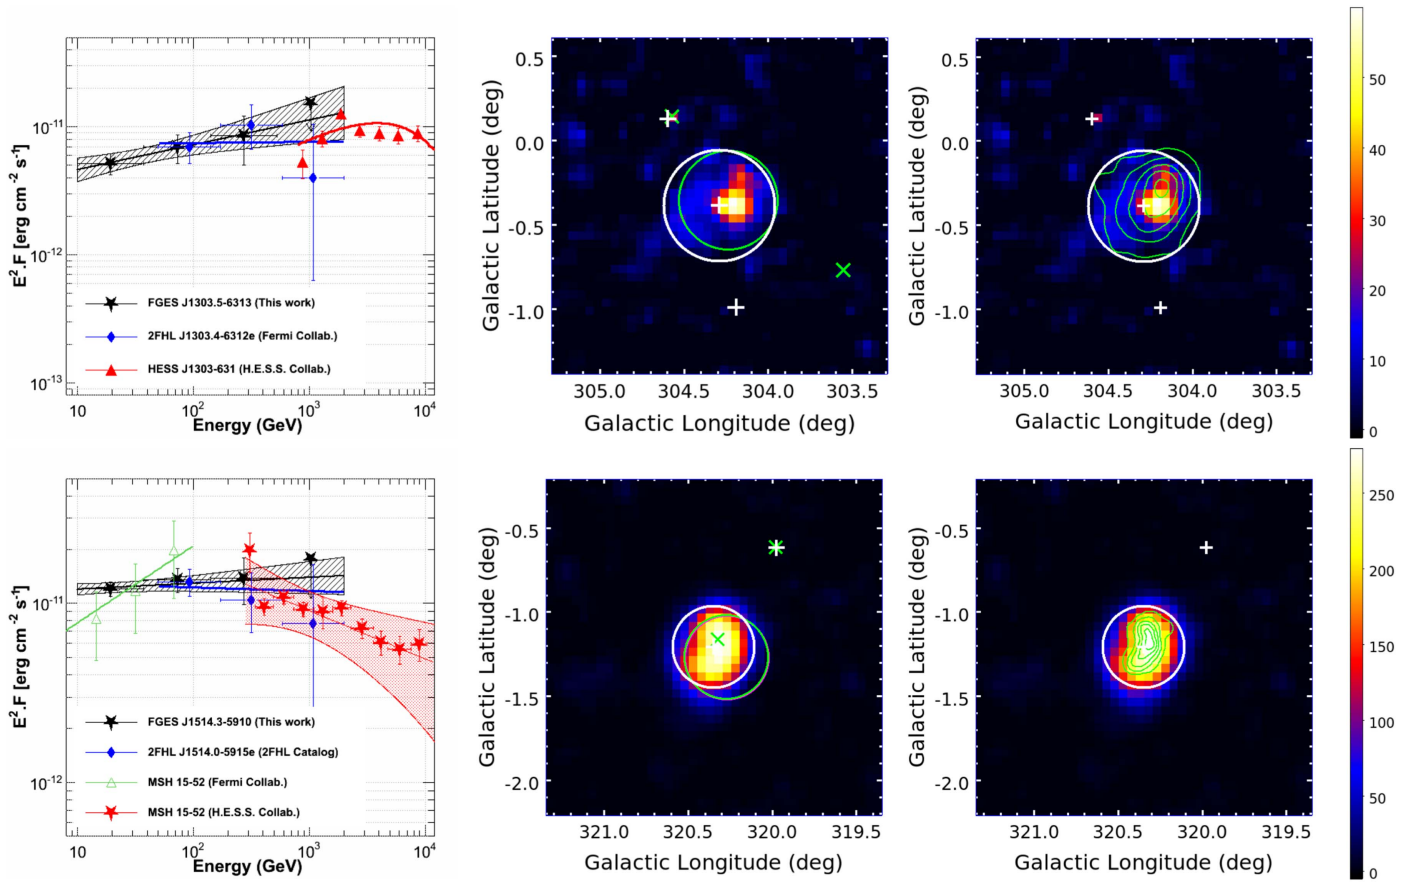 E².F [erg cm⁻² s⁻¹]
10⁻¹¹
10⁻¹²
10⁻¹³
FGES J1303.5-6313 (This work)
2FHL J1303.4-6312e (Fermi Collab.)
HESS J1303-631 (H.E.S.S. Collab.)
10 10² 10³ 10⁴
Energy (GeV)
Galactic Latitude (deg)
0.5
0.0
-0.5
-1.0
305.0 304.5 304.0 303.5
Galactic Longitude (deg)
Galactic Latitude (deg)
0.5
0.0
-0.5
-1.0
305.0 304.5 304.0 303.5
Galactic Longitude (deg)
50
40
30
20
10
0
E².F [erg cm⁻² s⁻¹]
10⁻¹¹
10⁻¹²
FGES J1514.3-5910 (This work)
2FHL J1514.0-5915e (2FHL Catalog)
MSH 15-52 (Fermi Collab.)
MSH 15-52 (H.E.S.S. Collab.)
10 10² 10³ 10⁴
Energy (GeV)
Galactic Latitude (deg)
-0.5
-1.0
-1.5
-2.0
321.0 320.5 320.0 319.5
Galactic Longitude (deg)
Galactic Latitude (deg)
-0.5
-1.0
-1.5
-2.0
321.0 320.5 320.0 319.5
Galactic Longitude (deg)
250
200
150
100
50
0